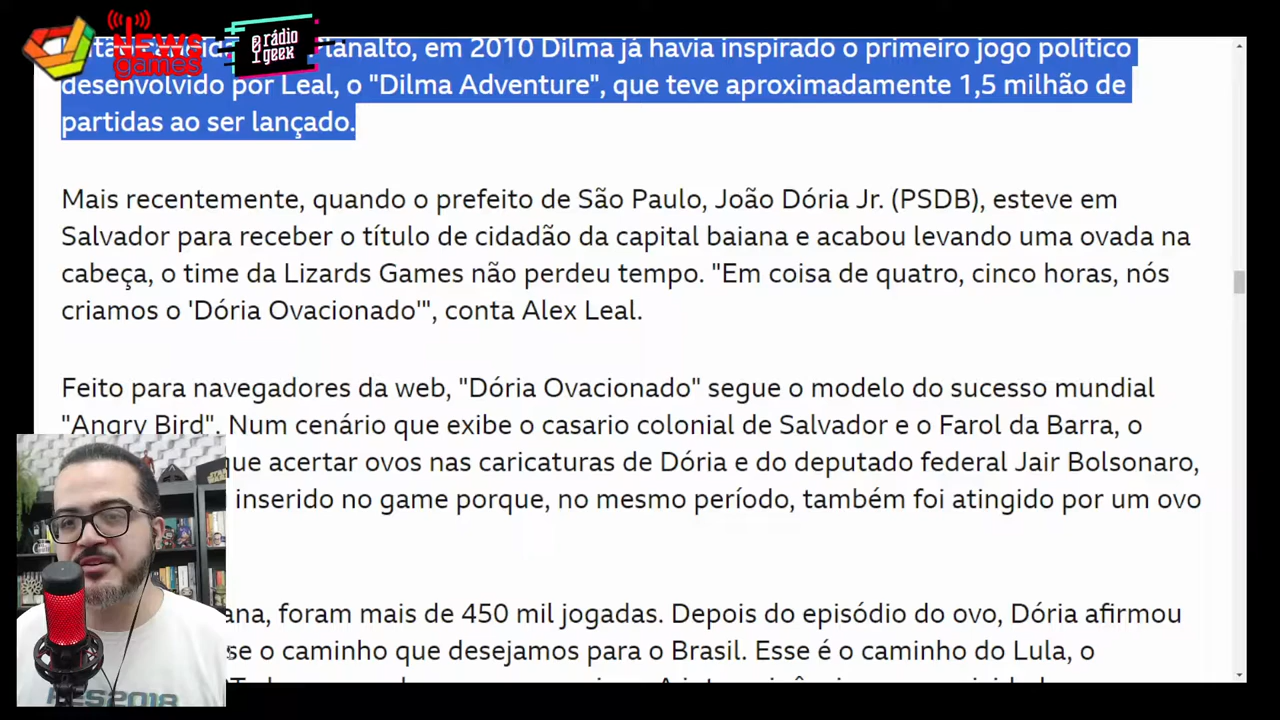 NEWS
games
rádio
geek
Planalto, em 2010 Dilma já havia inspirado o primeiro jogo político
desenvolvido por Leal, o "Dilma Adventure", que teve aproximadamente 1,5 milhão de
partidas ao ser lançado.
Mais recentemente, quando o prefeito de São Paulo, João Dória Jr. (PSDB), esteve em
Salvador para receber o título de cidadão da capital baiana e acabou levando uma ovada na
cabeça, o time da Lizards Games não perdeu tempo. "Em coisa de quatro, cinco horas, nós
criamos o 'Dória Ovacionado'", conta Alex Leal.
Feito para navegadores da web, "Dória Ovacionado" segue o modelo do sucesso mundial
"Angry Bird". Num cenário que exibe o casario colonial de Salvador e o Farol da Barra, o
que acertar ovos nas caricaturas de Dória e do deputado federal Jair Bolsonaro,
inserido no game porque, no mesmo período, também foi atingido por um ovo
ana, foram mais de 450 mil jogadas. Depois do episódio do ovo, Dória afirmou
se o caminho que desejamos para o Brasil. Esse é o caminho do Lula, o
PES2018